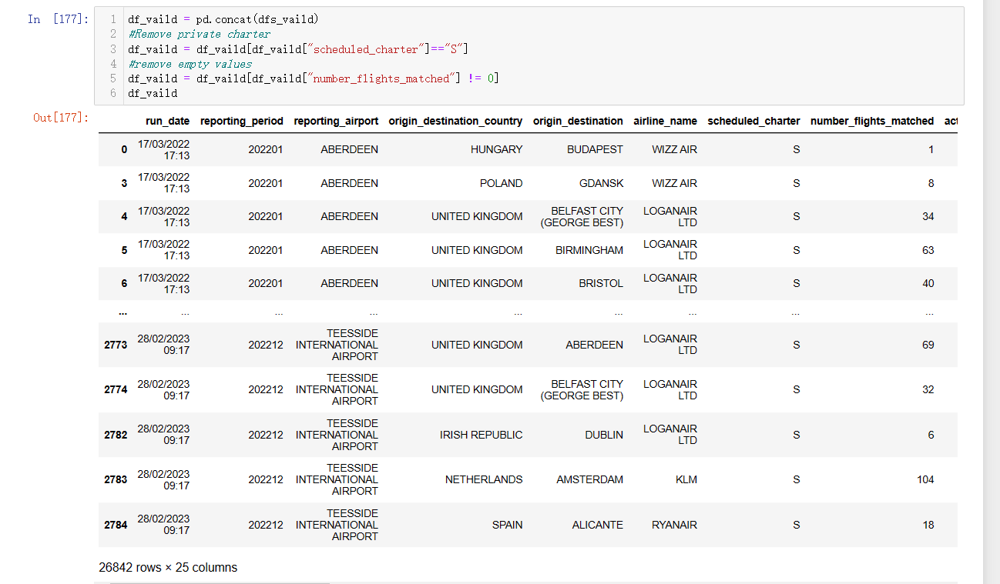 In [177]:
1 df_vaild = pd.concat(dfs_vaild)
2 #Remove private charter
3 df_vaild = df_vaild[df_vaild["scheduled_charter"]=="S"]
4 #remove empty values
5 df_vaild = df_vaild[df_vaild["number_flights_matched"] != 0]
6 df_vaild
Out[177]:
run_date reporting_period reporting_airport origin_destination_country origin_destination airline_name scheduled_charter number_flights_matched act
0 17/03/2022 17:13 202201 ABERDEEN HUNGARY BUDAPEST WIZZ AIR S 1
3 17/03/2022 17:13 202201 ABERDEEN POLAND GDANSK WIZZ AIR S 8
4 17/03/2022 17:13 202201 ABERDEEN UNITED KINGDOM BELFAST CITY (GEORGE BEST) LOGANAIR LTD S 34
5 17/03/2022 17:13 202201 ABERDEEN UNITED KINGDOM BIRMINGHAM LOGANAIR LTD S 63
6 17/03/2022 17:13 202201 ABERDEEN UNITED KINGDOM BRISTOL LOGANAIR LTD S 40
... ... ... ... ... ... ... ... ...
2773 28/02/2023 09:17 202212 TEESSIDE INTERNATIONAL AIRPORT UNITED KINGDOM ABERDEEN LOGANAIR LTD S 69
2774 28/02/2023 09:17 202212 TEESSIDE INTERNATIONAL AIRPORT UNITED KINGDOM BELFAST CITY (GEORGE BEST) LOGANAIR LTD S 32
2782 28/02/2023 09:17 202212 TEESSIDE INTERNATIONAL AIRPORT IRISH REPUBLIC DUBLIN LOGANAIR LTD S 6
2783 28/02/2023 09:17 202212 TEESSIDE INTERNATIONAL AIRPORT NETHERLANDS AMSTERDAM KLM S 104
2784 28/02/2023 09:17 202212 TEESSIDE INTERNATIONAL AIRPORT SPAIN ALICANTE RYANAIR S 18
26842 rows × 25 columns